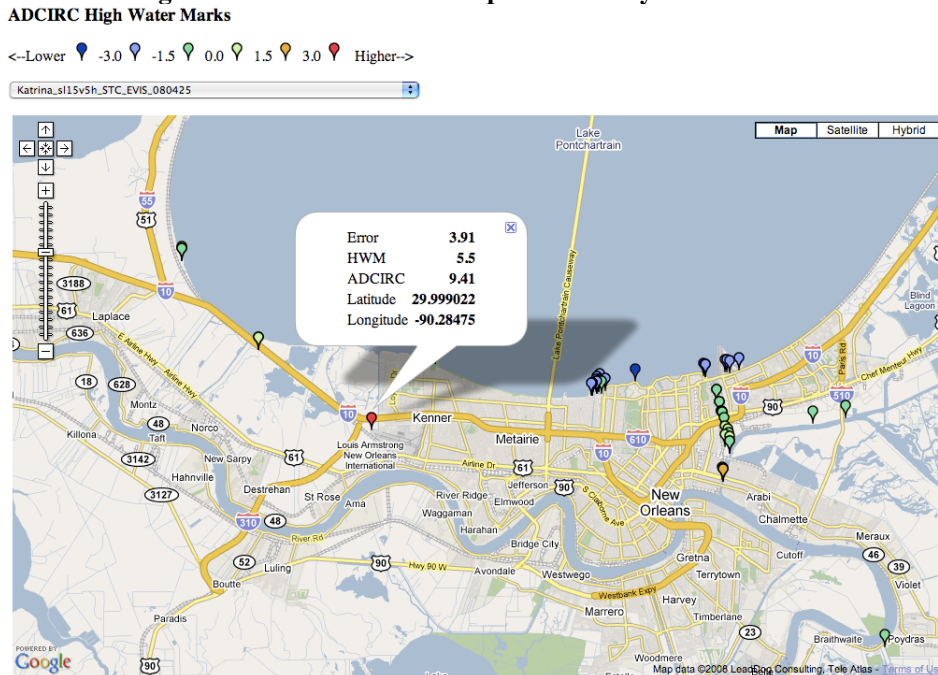 ADCIRC High Water Marks
<--Lower -3.0 -1.5 0.0 1.5 3.0 Higher-->
Katrina_sl15v5h_STC_EVIS_080425
Map Satellite Hybrid
Lake
Pontchartrain
55
51
Error 3.91
HWM 5.5
ADCIRC 9.41
Latitude 29.999022
Longitude -90.28475
Lake Pontchartrain Causeway
3188
10
61
Laplace
636
E Airline Hwy
Airline Hwy
Blind
Lagoon
10
Paris Rd
Chef Menteur Hwy
18
628
Montz
48
Taft
Norco
Killona
3142
New Sarpy
Hahnville
3127
Destrehan
61
10
Kenner
Louis Armstrong
New Orleans
International
Metairie
Airline Dr
61
610
10
10
90
510
St Rose
Ama
310
48
River Rd
River Ridge
Jefferson
Elmwood
90
S Claiborne Ave
New
Orleans
Arabi
Chalmette
Waggaman
Harahan
Bridge City
52
Luling
90
Hwy 90 W
Avondale
Westwego
Gretna
Terrytown
Cutoff
Meraux
46
39
Violet
Boutte
Paradis
Westbank Expy
Marrero
Harvey
Timberlane
23
Braithwaite
Poydras
Woodmere
90
POWERED BY
Google
Map data ©2008 LeadDog Consulting, Tele Atlas - Terms of Us